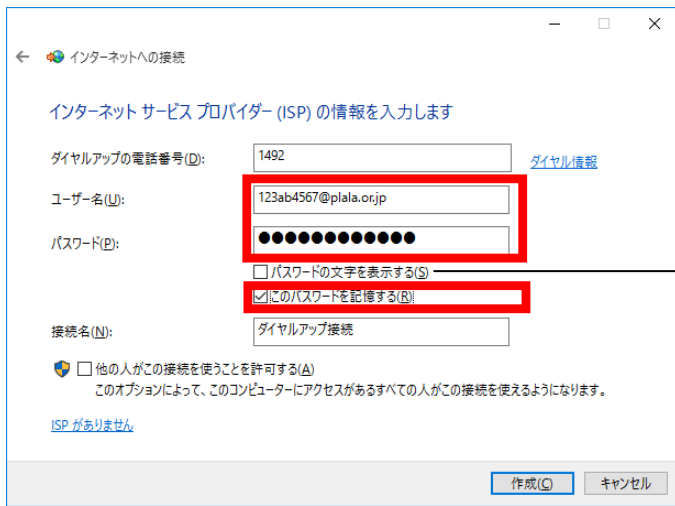 インターネットへの接続
インターネット サービス プロバイダー (ISP) の情報を入力します
ダイヤルアップの電話番号(D): 1492 ダイヤル情報
ユーザー名(U): 123ab4567@plala.or.jp
パスワード(P): ●●●●●●●●●●●●
パスワードの文字を表示する(S)
このパスワードを記憶する(R)
接続名(N): ダイヤルアップ接続
他の人がこの接続を使うことを許可する(A)
このオプションによって、このコンピューターにアクセスがあるすべての人がこの接続を使えるようになります。
ISP がありません
作成(C) キャンセル